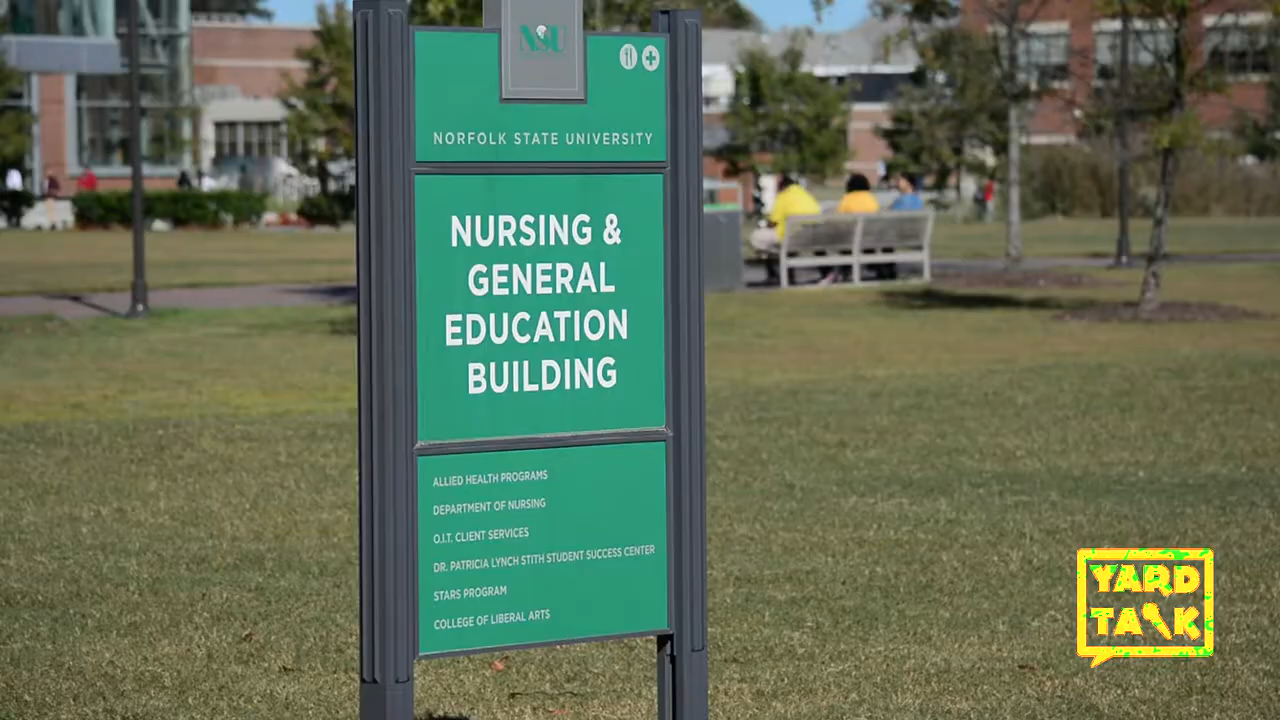 NSU
NORFOLK STATE UNIVERSITY
NURSING &
GENERAL
EDUCATION
BUILDING
ALLIED HEALTH PROGRAMS
DEPARTMENT OF NURSING
O.I.T. CLIENT SERVICES
DR. PATRICIA LYNCH STITH STUDENT SUCCESS CENTER
STARS PROGRAM
COLLEGE OF LIBERAL ARTS
YARD
TALK